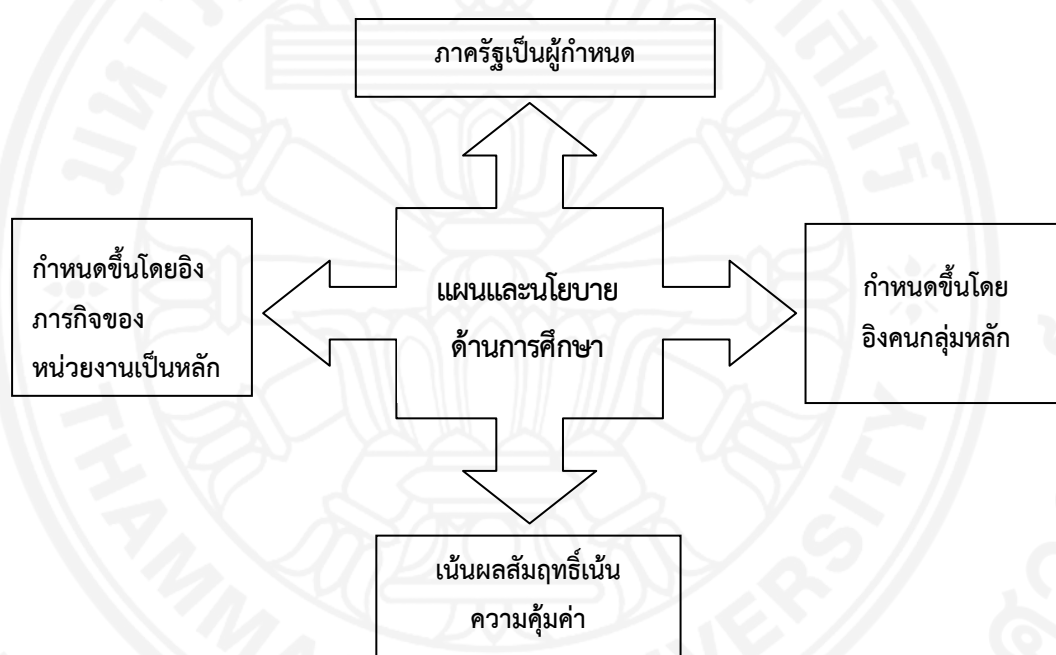 ภาครัฐเป็นผู้กำหนด
กำหนดขึ้นโดยอิง
ภารกิจของ
หน่วยงานเป็นหลัก
แผนและนโยบาย
ด้านการศึกษา
กำหนดขึ้นโดย
อิงคนกลุ่มหลัก
เน้นผลสัมฤทธิ์เน้น
ความคุ้มค่า